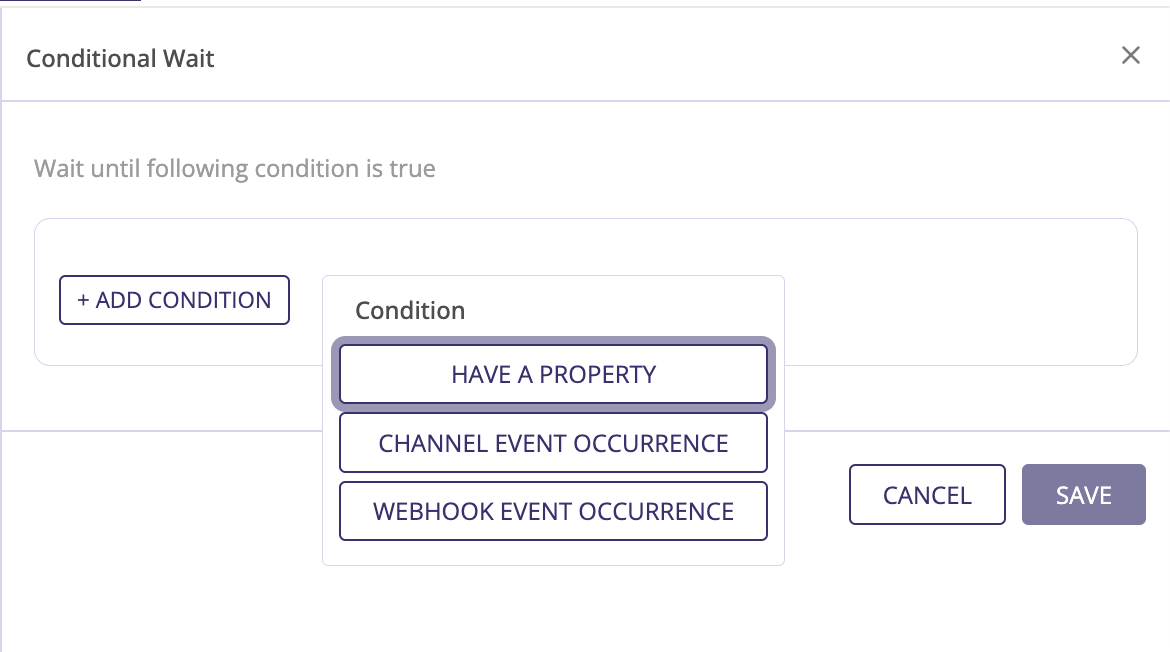 Conditional Wait
Wait until following condition is true
+ ADD CONDITION
Condition
HAVE A PROPERTY
CHANNEL EVENT OCCURRENCE
WEBHOOK EVENT OCCURRENCE
CANCEL
SAVE